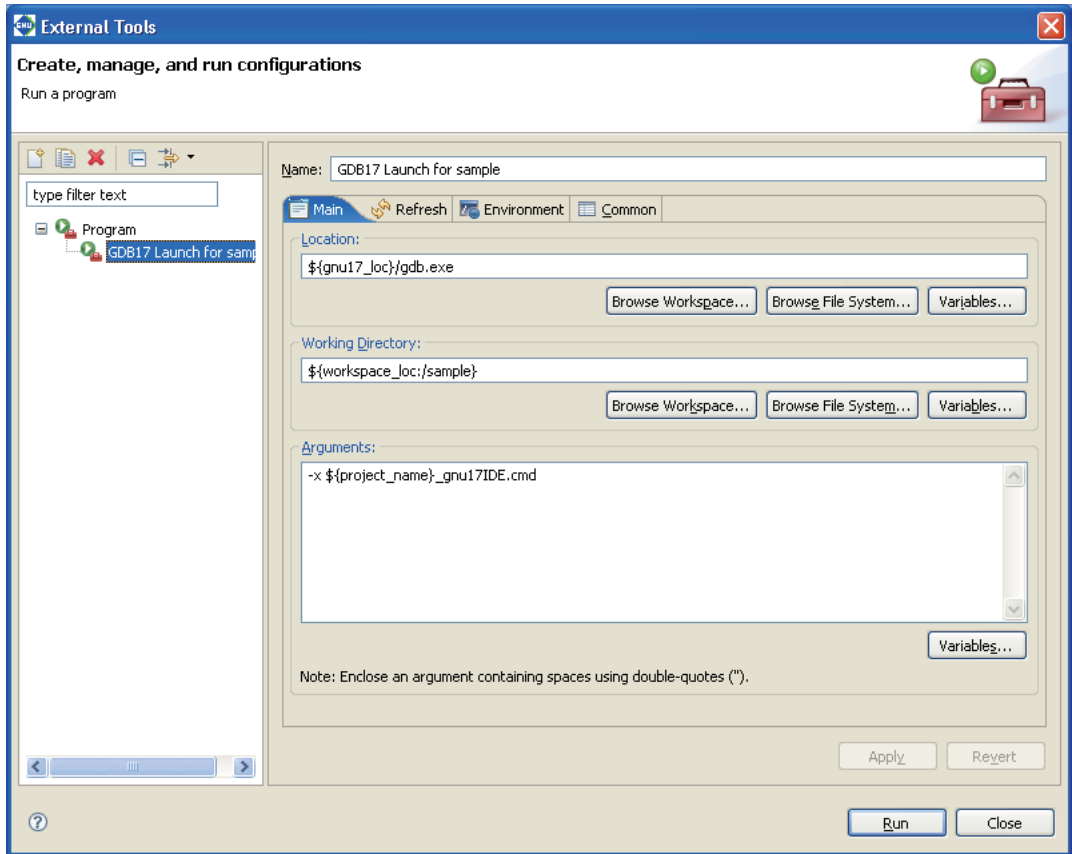 GNU External Tools
Create, manage, and run configurations
Run a program
type filter text
Program
GDB17 Launch for samp
Name: GDB17 Launch for sample
Main Refresh Environment Common
Location:
${gnu17_loc}/gdb.exe
Browse Workspace... Browse File System... Variables...
Working Directory:
${workspace_loc:/sample}
Browse Workspace... Browse File System... Variables...
Arguments:
-x ${project_name}_gnu17IDE.cmd
Variables...
Note: Enclose an argument containing spaces using double-quotes (").
Apply Revert
? Run Close